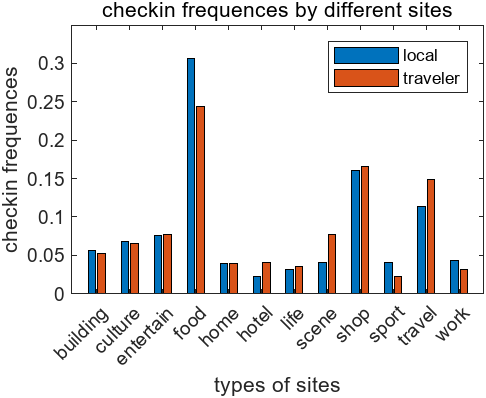 checkin frequences by different sites
local
traveler
checkin frequences
0.3
0.25
0.2
0.15
0.1
0.05
0
building
culture
entertain
food
home
hotel
life
scene
shop
sport
travel
work
types of sites